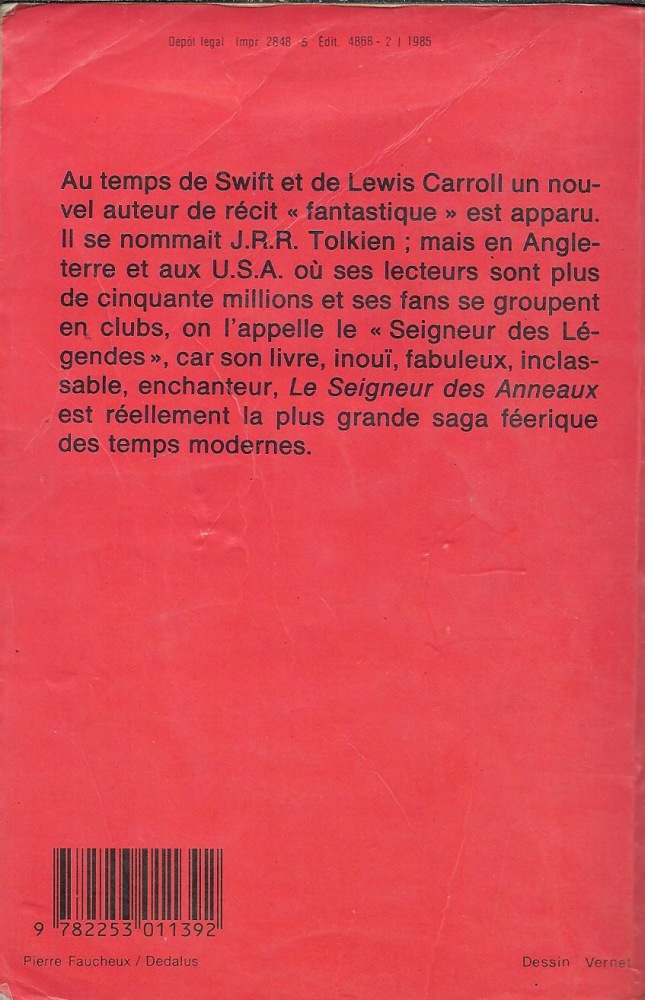 Dépôt légal Impr 2848 - 5 Édit. 4868 - 2 / 1985
Au temps de Swift et de Lewis Carroll un nou-
vel auteur de récit « fantastique » est apparu.
Il se nommait J.R.R. Tolkien ; mais en Angle-
terre et aux U.S.A. où ses lecteurs sont plus
de cinquante millions et ses fans se groupent
en clubs, on l'appelle le « Seigneur des Lé-
gendes », car son livre, inouï, fabuleux, inclas-
sable, enchanteur, Le Seigneur des Anneaux
est réellement la plus grande saga féerique
des temps modernes.
9 782253 011392
Pierre Faucheux / Dedalus
Dessin Vernet